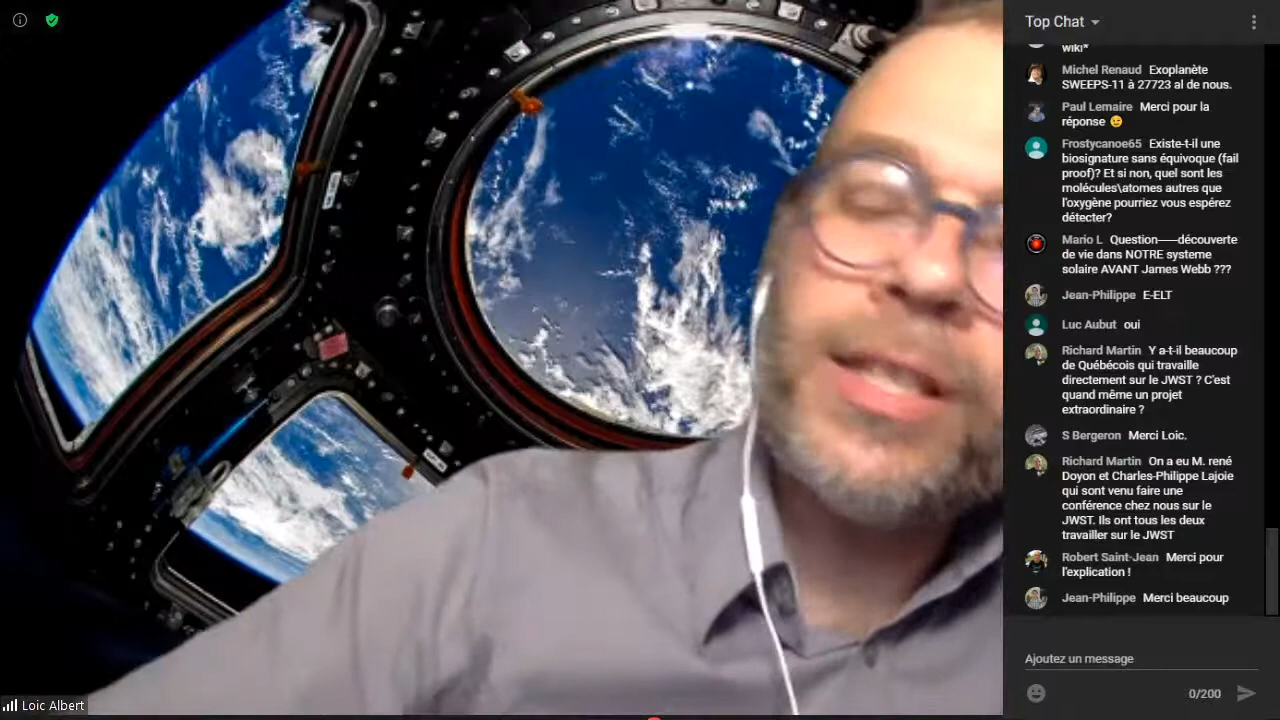 Top Chat
wiki*
Michel Renaud Exoplanète
SWEEPS-11 à 27723 al de nous.
Paul Lemaire Merci pour la
réponse 😉
Frostycanoe65 Existe-t-il une
biosignature sans équivoque (fail
proof)? Et si non, quel sont les
molécules\atomes autres que
l'oxygène pourriez vous espérez
détecter?
Mario L Question-----découverte
de vie dans NOTRE systeme
solaire AVANT James Webb ???
Jean-Philippe E-ELT
Luc Aubut oui
Richard Martin Y a-t-il beaucoup
de Québécois qui travaille
directement sur le JWST ? C'est
quand même un projet
extraordinaire ?
S Bergeron Merci Loic.
Richard Martin On a eu M. rené
Doyon et Charles-Philippe Lajoie
qui sont venu faire une
conférence chez nous sur le
JWST. Ils ont tous les deux
travailler sur le JWST
Robert Saint-Jean Merci pour
l'explication !
Jean-Philippe Merci beaucoup
Ajoutez un message
0/200
Loic Albert